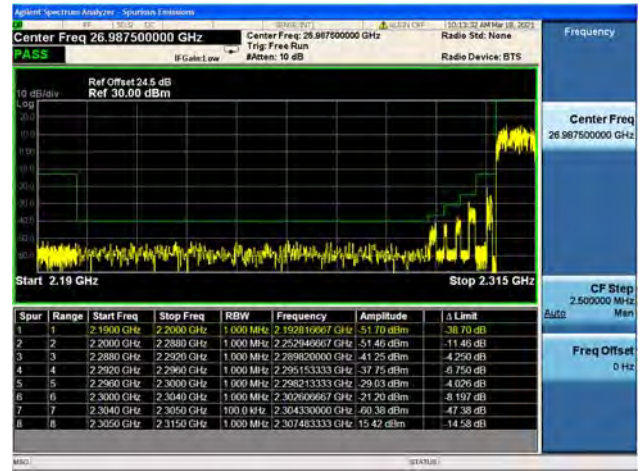 Agilent Spectrum Analyzer - Spurious Emissions
RF 50 Ω DC SENSE:INT ALIGN OFF 10:13:32 AM Mar 18, 2021
Center Freq 26.987500000 GHz
Center Freq: 26.987500000 GHz
Radio Std: None
Trig: Free Run
PASS
IFGain:Low
#Atten: 10 dB
Radio Device: BTS
Ref Offset 24.5 dB
10 dB/div Ref 30.00 dBm
Log
20.0
10.0
0.00
Start 2.19 GHz
Stop 2.315 GHz
Spur Range Start Freq Stop Freq RBW Frequency Amplitude Δ Limit
1 1 2.1900 GHz 2.2000 GHz 1.000 MHz 2.192816667 GHz -51.70 dBm -38.70 dB
2 2 2.2000 GHz 2.2880 GHz 1.000 MHz 2.252946667 GHz -51.46 dBm -11.46 dB
3 3 2.2880 GHz 2.2920 GHz 1.000 MHz 2.289820000 GHz -41.25 dBm -4.250 dB
4 4 2.2920 GHz 2.2960 GHz 1.000 MHz 2.295153333 GHz -37.75 dBm -6.750 dB
5 5 2.2960 GHz 2.3000 GHz 1.000 MHz 2.298213333 GHz -29.03 dBm -4.026 dB
6 6 2.3000 GHz 2.3040 GHz 1.000 MHz 2.302606667 GHz -21.20 dBm -8.197 dB
7 7 2.3040 GHz 2.3050 GHz 100.0 kHz 2.304330000 GHz -60.38 dBm -47.38 dB
8 8 2.3050 GHz 2.3150 GHz 1.000 MHz 2.307483333 GHz 15.42 dBm -14.58 dB
MSG
STATUS
Frequency
Center Freq
26.987500000 GHz
CF Step
2.500000 MHz
Auto Man
Freq Offset
0 Hz